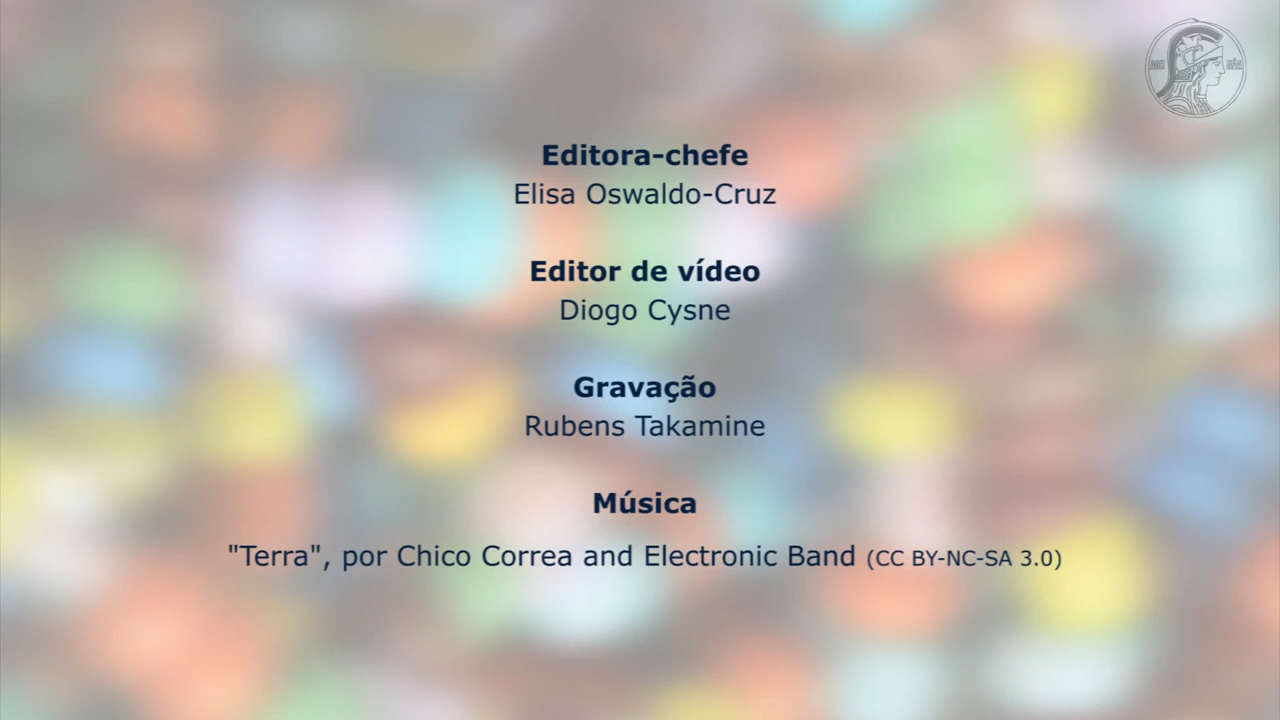 Editora-chefe
Elisa Oswaldo-Cruz
Editor de vídeo
Diogo Cysne
Gravação
Rubens Takamine
Música
"Terra", por Chico Correa and Electronic Band (CC BY-NC-SA 3.0)